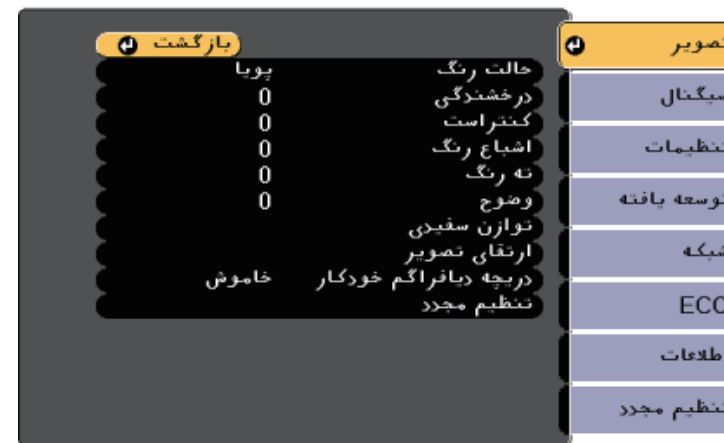 تصویر
سیگنال
تنظیمات
توسعه یافته
شبکه
ECO
اطلاعات
تنظیم مجدد
بازگشت
حالت رنگ پویا
درخشندگی 0
کنتراست 0
اشباع رنگ 0
ته رنگ 0
وضوح 0
توازن سفیدی
ارتقای تصویر
دریچه دیافراگم خودکار خاموش
تنظیم مجدد